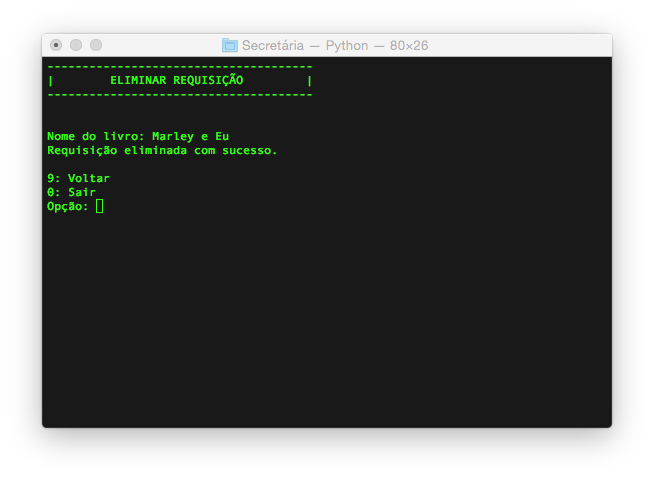 Secretária — Python — 80×26
--------------------------------------
|        ELIMINAR REQUISIÇÃO         |
--------------------------------------
Nome do livro: Marley e Eu
Requisição eliminada com sucesso.
9: Voltar
0: Sair
Opção: